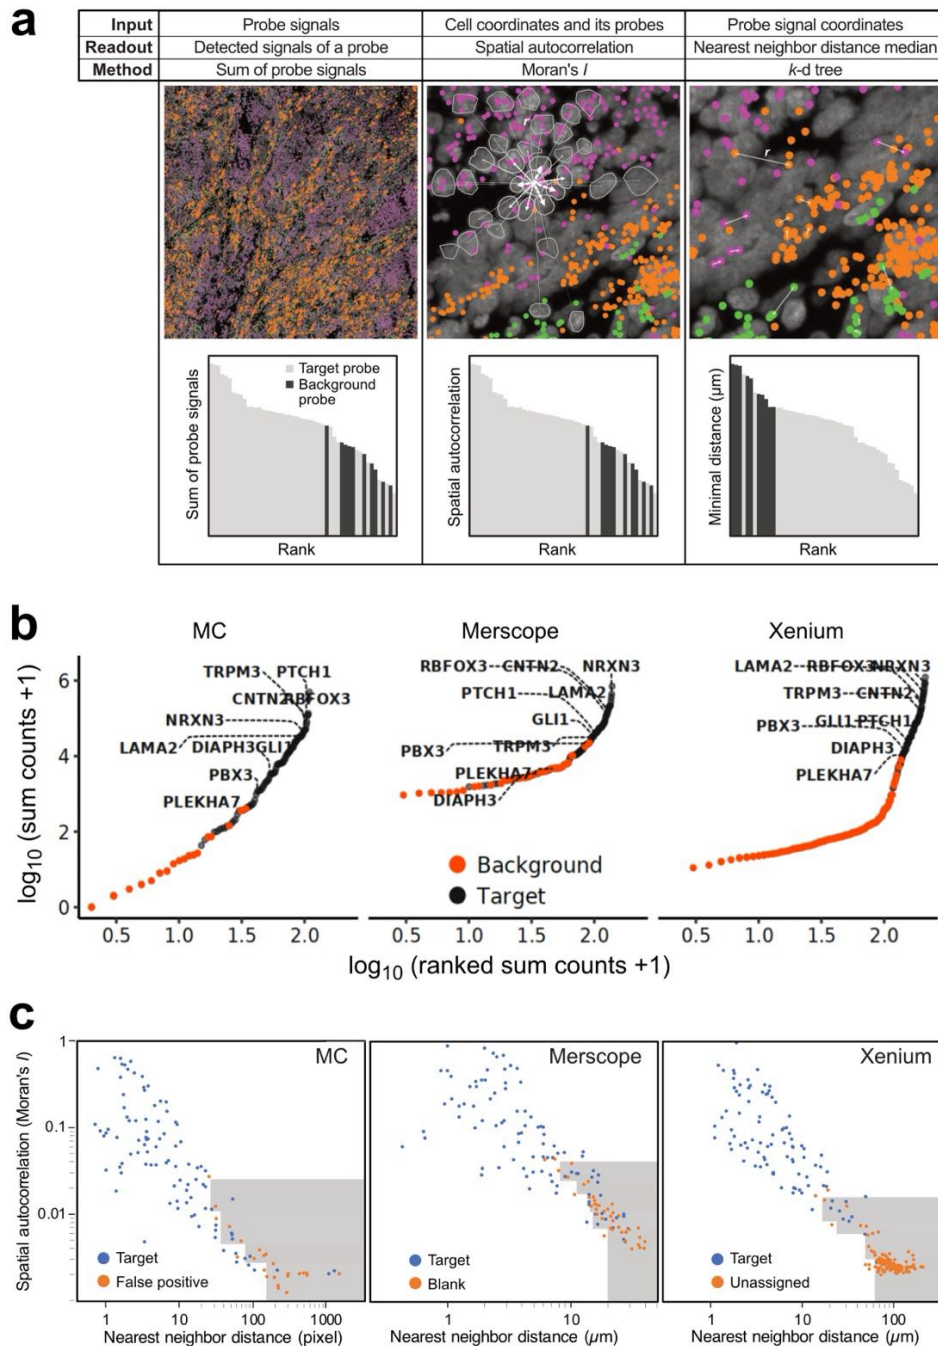 a
Input Probe signals Cell coordinates and its probes Probe signal coordinates
Readout Detected signals of a probe Spatial autocorrelation Nearest neighbor distance median
Method Sum of probe signals Moran's I k-d tree
r
r
Sum of probe signals
Target probe
Background
probe
Rank
Spatial autocorrelation
Rank
Minimal distance (µm)
Rank
b
MC Merscope Xenium
log10 (sum counts +1)
6
4
2
0
TRPM3 PTCH1
CNTN2 RBFOX3
NRXN3
LAMA2 DIAPH3 GLI1
PBX3
PLEKHA7
RBFOX3 CNTN2 NRXN3
PTCH1 LAMA2
GLI1
PBX3 TRPM3
PLEKHA7
DIAPH3
Background
Target
LAMA2 RBFOX3 NRXN3
TRPM3 CNTN2
PBX3 GLI1 PTCH1
DIAPH3
PLEKHA7
0.5 1.0 1.5 2.0 0.5 1.0 1.5 2.0 0.5 1.0 1.5 2.0
log10 (ranked sum counts +1)
c
Spatial autocorrelation (Moran's I)
1
0.1
0.01
MC
Target
False positive
1 10 100 1000
Nearest neighbor distance (pixel)
Merscope
Target
Blank
1 10
Nearest neighbor distance (µm)
Xenium
Target
Unassigned
1 10 100
Nearest neighbor distance (µm)